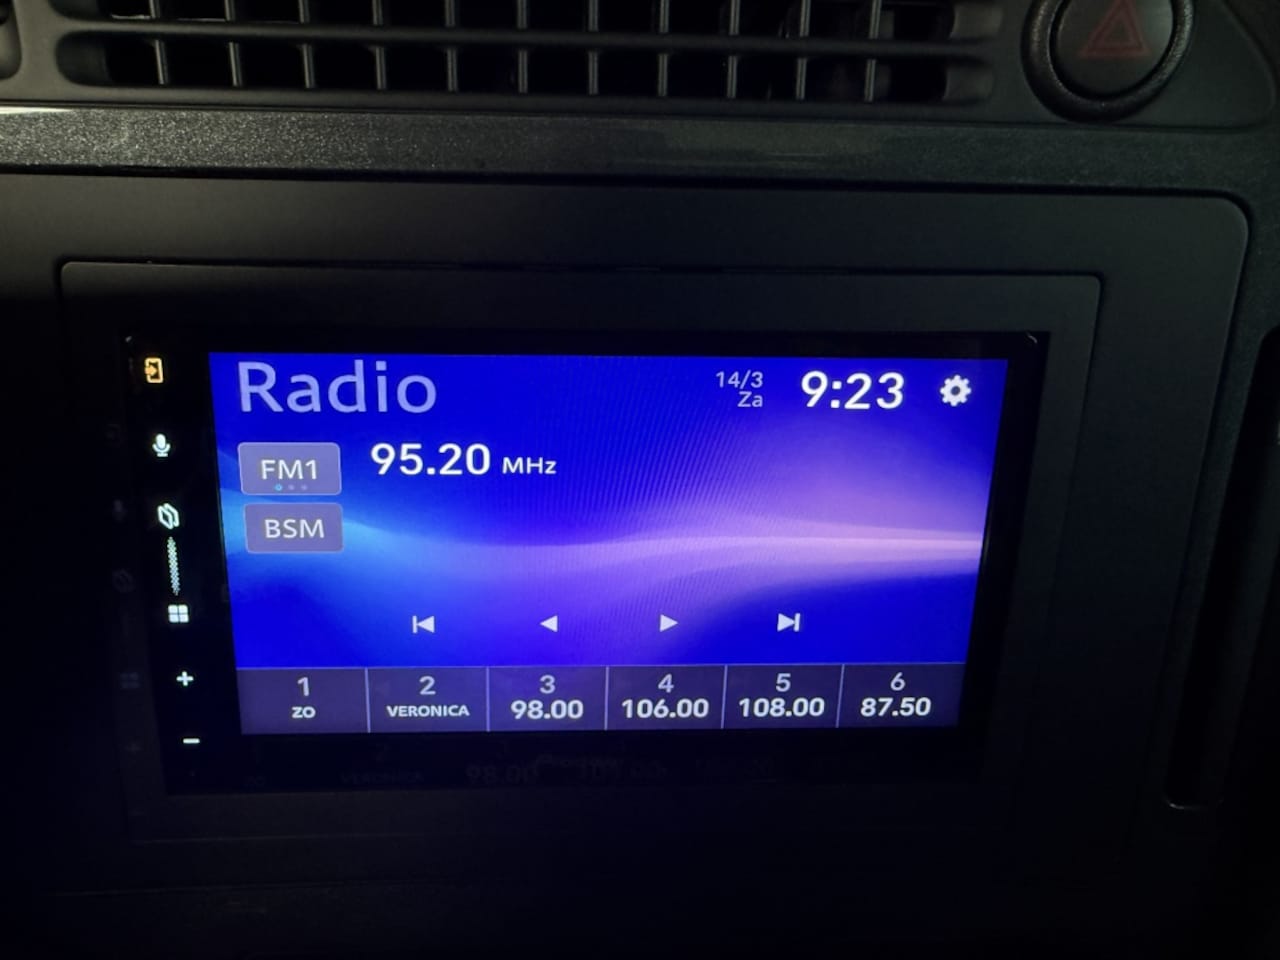 Radio
14/3
Za
9:23
FM1
95.20 MHz
BSM
1
ZO
2
VERONICA
3
98.00
4
106.00
5
108.00
6
87.50